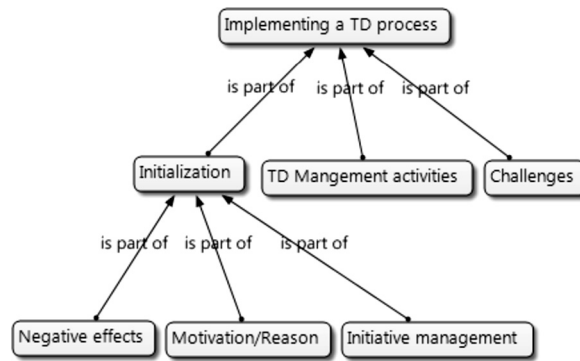 Implementing a TD process
is part of
is part of
is part of
Initialization
TD Mangement activities
Challenges
is part of
is part of
is part of
Negative effects
Motivation/Reason
Initiative management